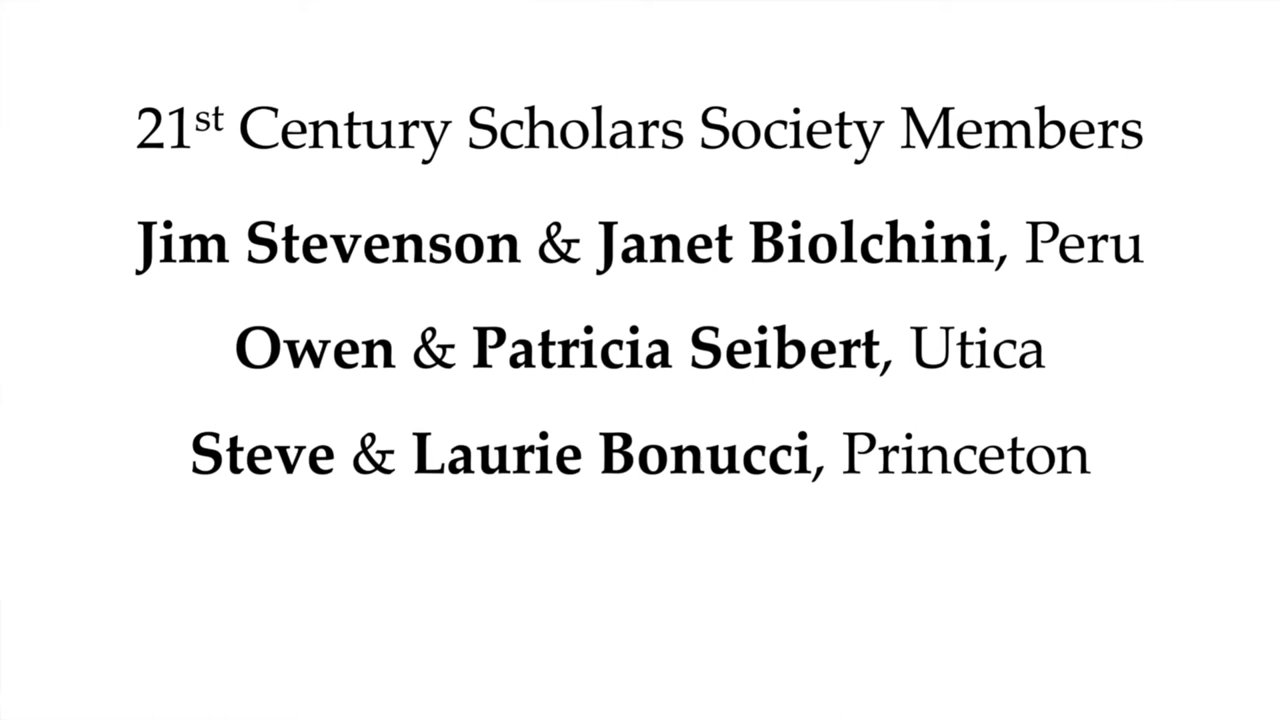 21st Century Scholars Society Members
Jim Stevenson & Janet Biolchini, Peru
Owen & Patricia Seibert, Utica
Steve & Laurie Bonucci, Princeton